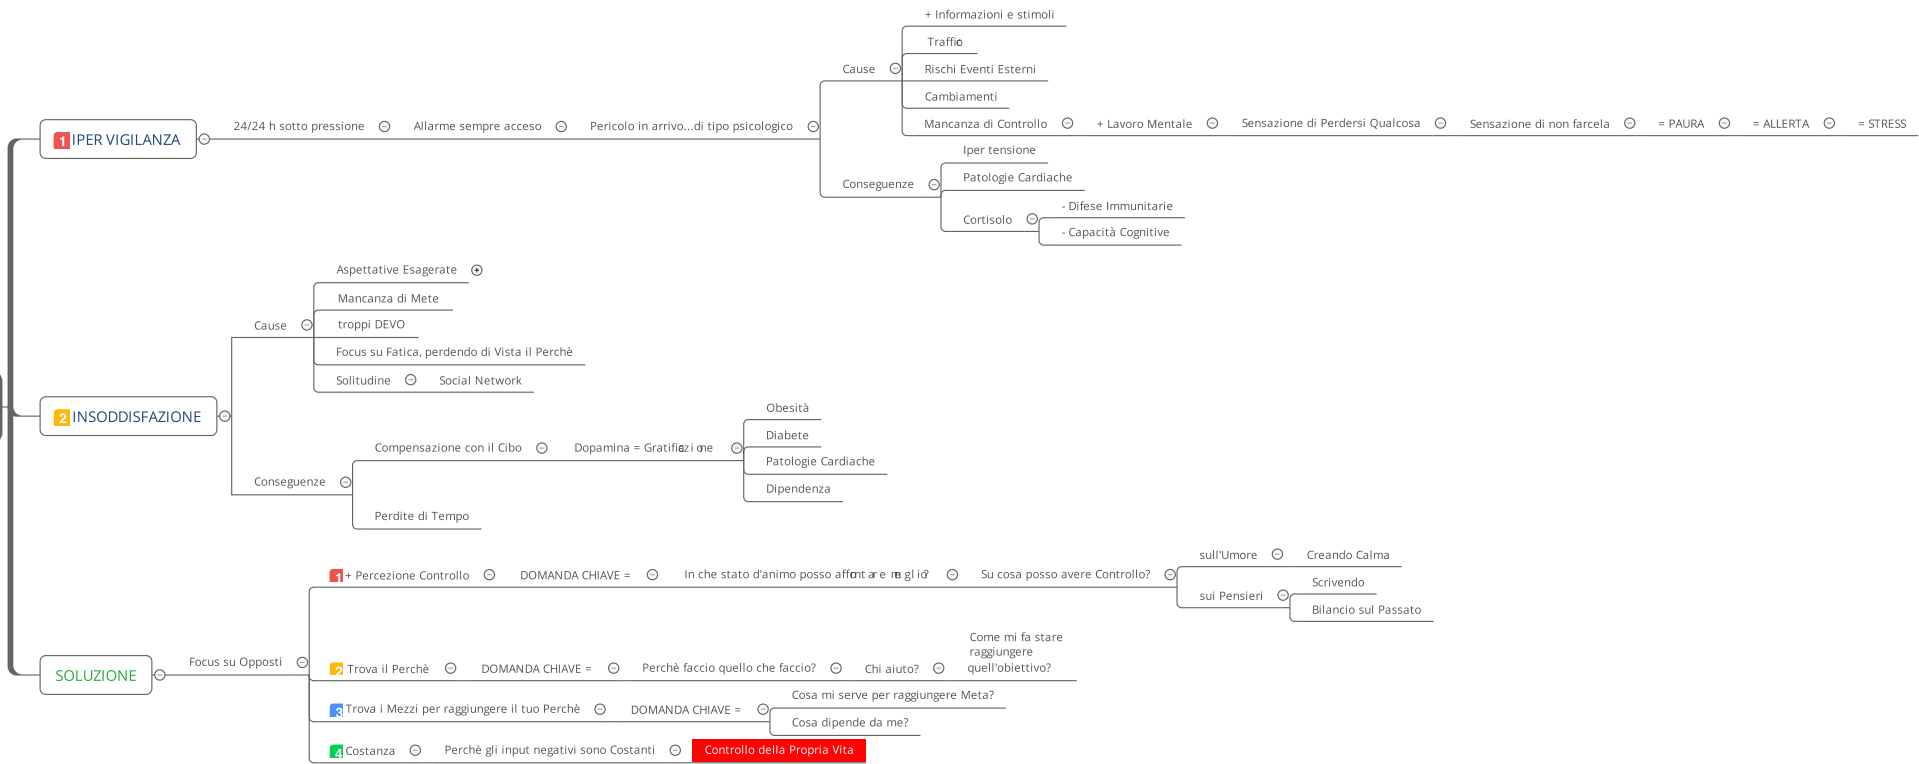 1 IPER VIGILANZA
24/24 h sotto pressione
Allarme sempre acceso
Pericolo in arrivo...di tipo psicologico
Cause
+ Informazioni e stimoli
Traffico
Rischi Eventi Esterni
Cambiamenti
Mancanza di Controllo
+ Lavoro Mentale
Sensazione di Perdersi Qualcosa
Sensazione di non farcela
= PAURA
= ALLERTA
= STRESS
Conseguenze
Iper tensione
Patologie Cardiache
Cortisolo
- Difese Immunitarie
- Capacità Cognitive
2 INSODDISFAZIONE
Cause
Aspettative Esagerate
Mancanza di Mete
troppi DEVO
Focus su Fatica, perdendo di Vista il Perchè
Solitudine
Social Network
Conseguenze
Compensazione con il Cibo
Dopamina = Gratificazione
Obesità
Diabete
Patologie Cardiache
Dipendenza
Perdite di Tempo
SOLUZIONE
Focus su Opposti
1 + Percezione Controllo
DOMANDA CHIAVE =
In che stato d'animo posso affrontare meglio?
Su cosa posso avere Controllo?
sull'Umore
Creando Calma
sui Pensieri
Scrivendo
Bilancio sul Passato
2 Trova il Perchè
DOMANDA CHIAVE =
Perchè faccio quello che faccio?
Chi aiuto?
Come mi fa stare
raggiungere
quell'obiettivo?
3 Trova i Mezzi per raggiungere il tuo Perchè
DOMANDA CHIAVE =
Cosa mi serve per raggiungere Meta?
Cosa dipende da me?
4 Costanza
Perchè gli input negativi sono Costanti
Controllo della Propria Vita